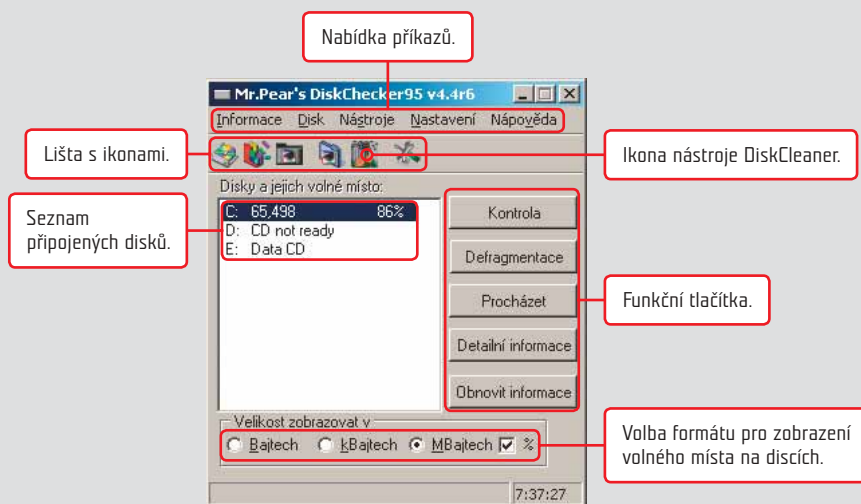 Nabídka příkazů.
Mr.Pear's DiskChecker95 v4.4r6
Informace Disk Nástroje Nastavení Nápověda
Lišta s ikonami.
Ikona nástroje DiskCleaner.
Disky a jejich volné místo:
Seznam
připojených disků.
C: 65,498 86%
D: CD not ready
E: Data CD
Kontrola
Defragmentace
Procházet
Detailní informace
Obnovit informace
Funkční tlačítka.
Velikost zobrazovat v
Bajtech kBajtech MBajtech %
Volba formátu pro zobrazení
volného místa na discích.
7:37:27